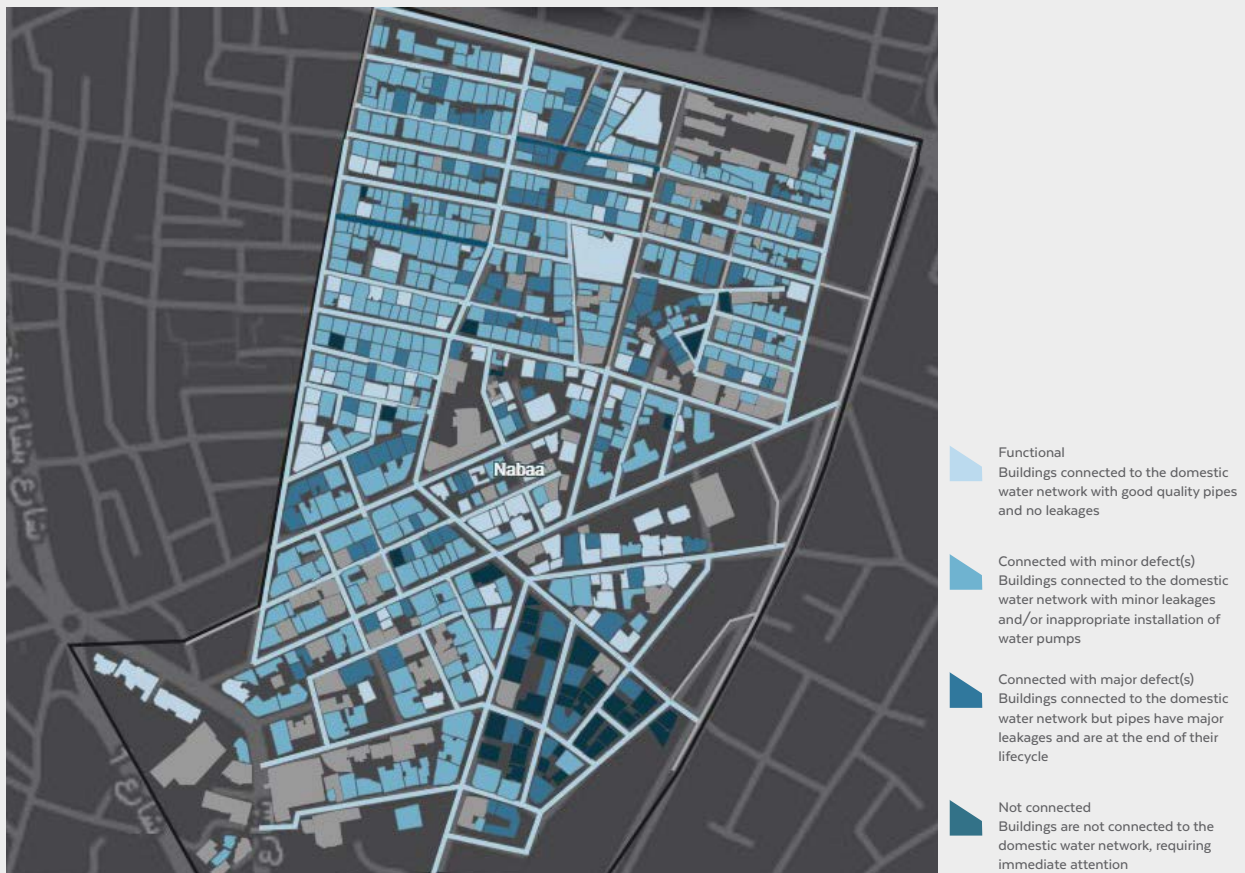 Nabaa
Functional
Buildings connected to the domestic
water network with good quality pipes
and no leakages
Connected with minor defect(s)
Buildings connected to the domestic
water network with minor leakages
and/or inappropriate installation of
water pumps
Connected with major defect(s)
Buildings connected to the domestic
water network but pipes have major
leakages and are at the end of their
lifecycle
Not connected
Buildings are not connected to the
domestic water network, requiring
immediate attention